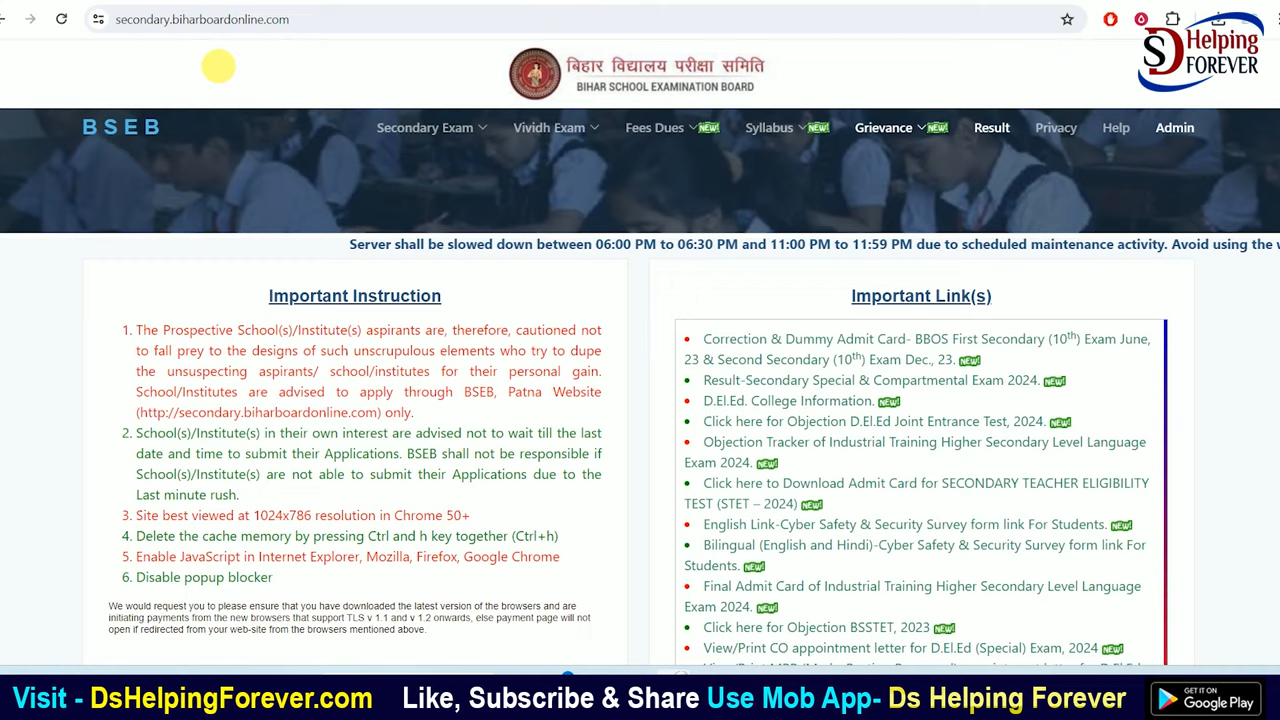 secondary.biharboardonline.com
DS Helping
FOREVER
बिहार विद्यालय परीक्षा समिति
BIHAR SCHOOL EXAMINATION BOARD
BSEB Secondary Exam Vividh Exam Fees Dues NEW! Syllabus NEW! Grievance NEW! Result Privacy Help Admin
Server shall be slowed down between 06:00 PM to 06:30 PM and 11:00 PM to 11:59 PM due to scheduled maintenance activity. Avoid using the
Important Instruction
1. The Prospective School(s)/Institute(s) aspirants are, therefore, cautioned not
to fall prey to the designs of such unscrupulous elements who try to dupe
the unsuspecting aspirants/ school/institutes for their personal gain.
School/Institutes are advised to apply through BSEB, Patna Website
(http://secondary.biharboardonline.com) only.
2. School(s)/Institute(s) in their own interest are advised not to wait till the last
date and time to submit their Applications. BSEB shall not be responsible if
School(s)/Institute(s) are not able to submit their Applications due to the
Last minute rush.
3. Site best viewed at 1024x786 resolution in Chrome 50+
4. Delete the cache memory by pressing Ctrl and h key together (Ctrl+h)
5. Enable JavaScript in Internet Explorer, Mozilla, Firefox, Google Chrome
6. Disable popup blocker
We would request you to please ensure that you have downloaded the latest version of the browsers and are
initiating payments from the new browsers that support TLS v 1.1 and v 1.2 onwards, else payment page will not
open if redirected from your web-site from the browsers mentioned above.
Important Link(s)
Correction & Dummy Admit Card- BBOS First Secondary (10th) Exam June,
23 & Second Secondary (10th) Exam Dec., 23. NEW!
Result-Secondary Special & Compartmental Exam 2024. NEW!
D.El.Ed. College Information. NEW!
Click here for Objection D.El.Ed Joint Entrance Test, 2024. NEW!
Objection Tracker of Industrial Training Higher Secondary Level Language
Exam 2024. NEW!
Click here to Download Admit Card for SECONDARY TEACHER ELIGIBILITY
TEST (STET – 2024) NEW!
English Link-Cyber Safety & Security Survey form link For Students. NEW!
Bilingual (English and Hindi)-Cyber Safety & Security Survey form link For
Students. NEW!
Final Admit Card of Industrial Training Higher Secondary Level Language
Exam 2024. NEW!
Click here for Objection BSSTET, 2023 NEW!
View/Print CO appointment letter for D.El.Ed (Special) Exam, 2024 NEW!
Visit - DsHelpingForever.com Like, Subscribe & Share Use Mob App- Ds Helping Forever GET IT ON
Google Play